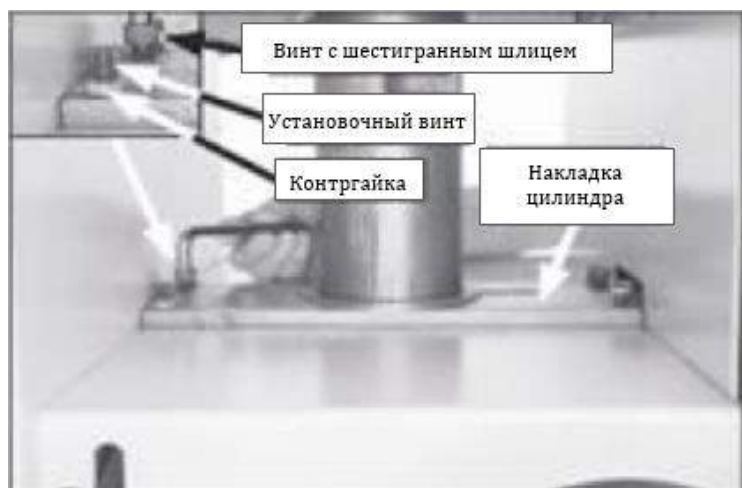 Винт с шестигранным шлицем
Установочный винт
Контргайка
Накладка
цилиндра